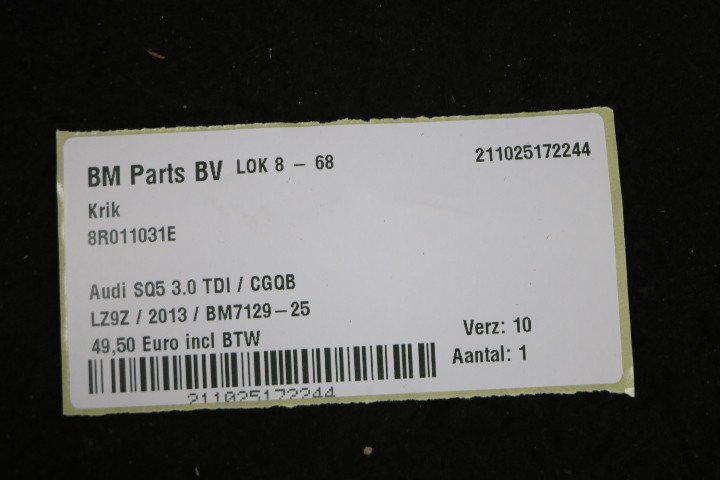 BM Parts BV LOK 8 - 68 211025172244
Krik
8R011031E
Audi SQ5 3.0 TDI / CGQB
LZ9Z / 2013 / BM7129-25
49,50 Euro incl BTW
Verz: 10
Aantal: 1
211025172244